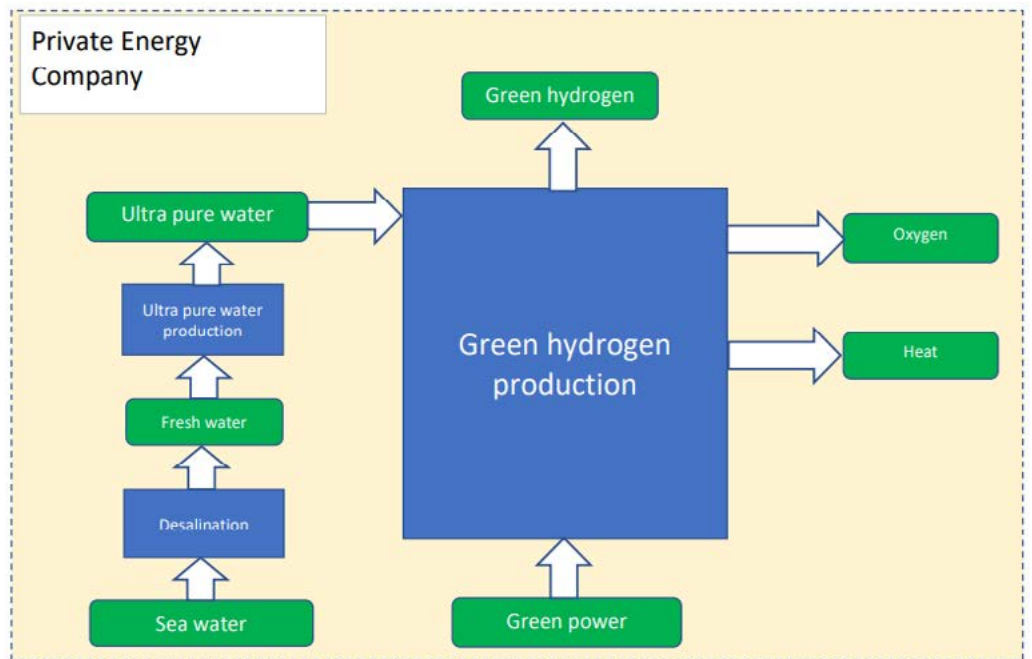 Private Energy
Company
Green hydrogen
Ultra pure water
Oxygen
Ultra pure water
production
Green hydrogen
production
Heat
Fresh water
Desalination
Sea water
Green power